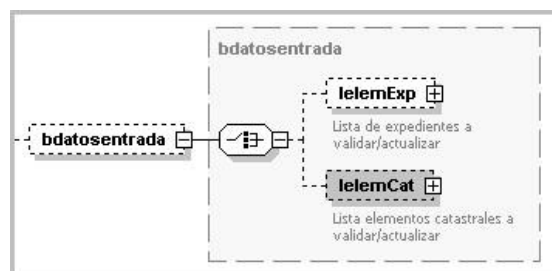 bdatosentrada
bdatosentrada
lelemExp
Lista de expedientes a
validar/actualizar
lelemCat
Lista elementos catastrales a
validar/actualizar